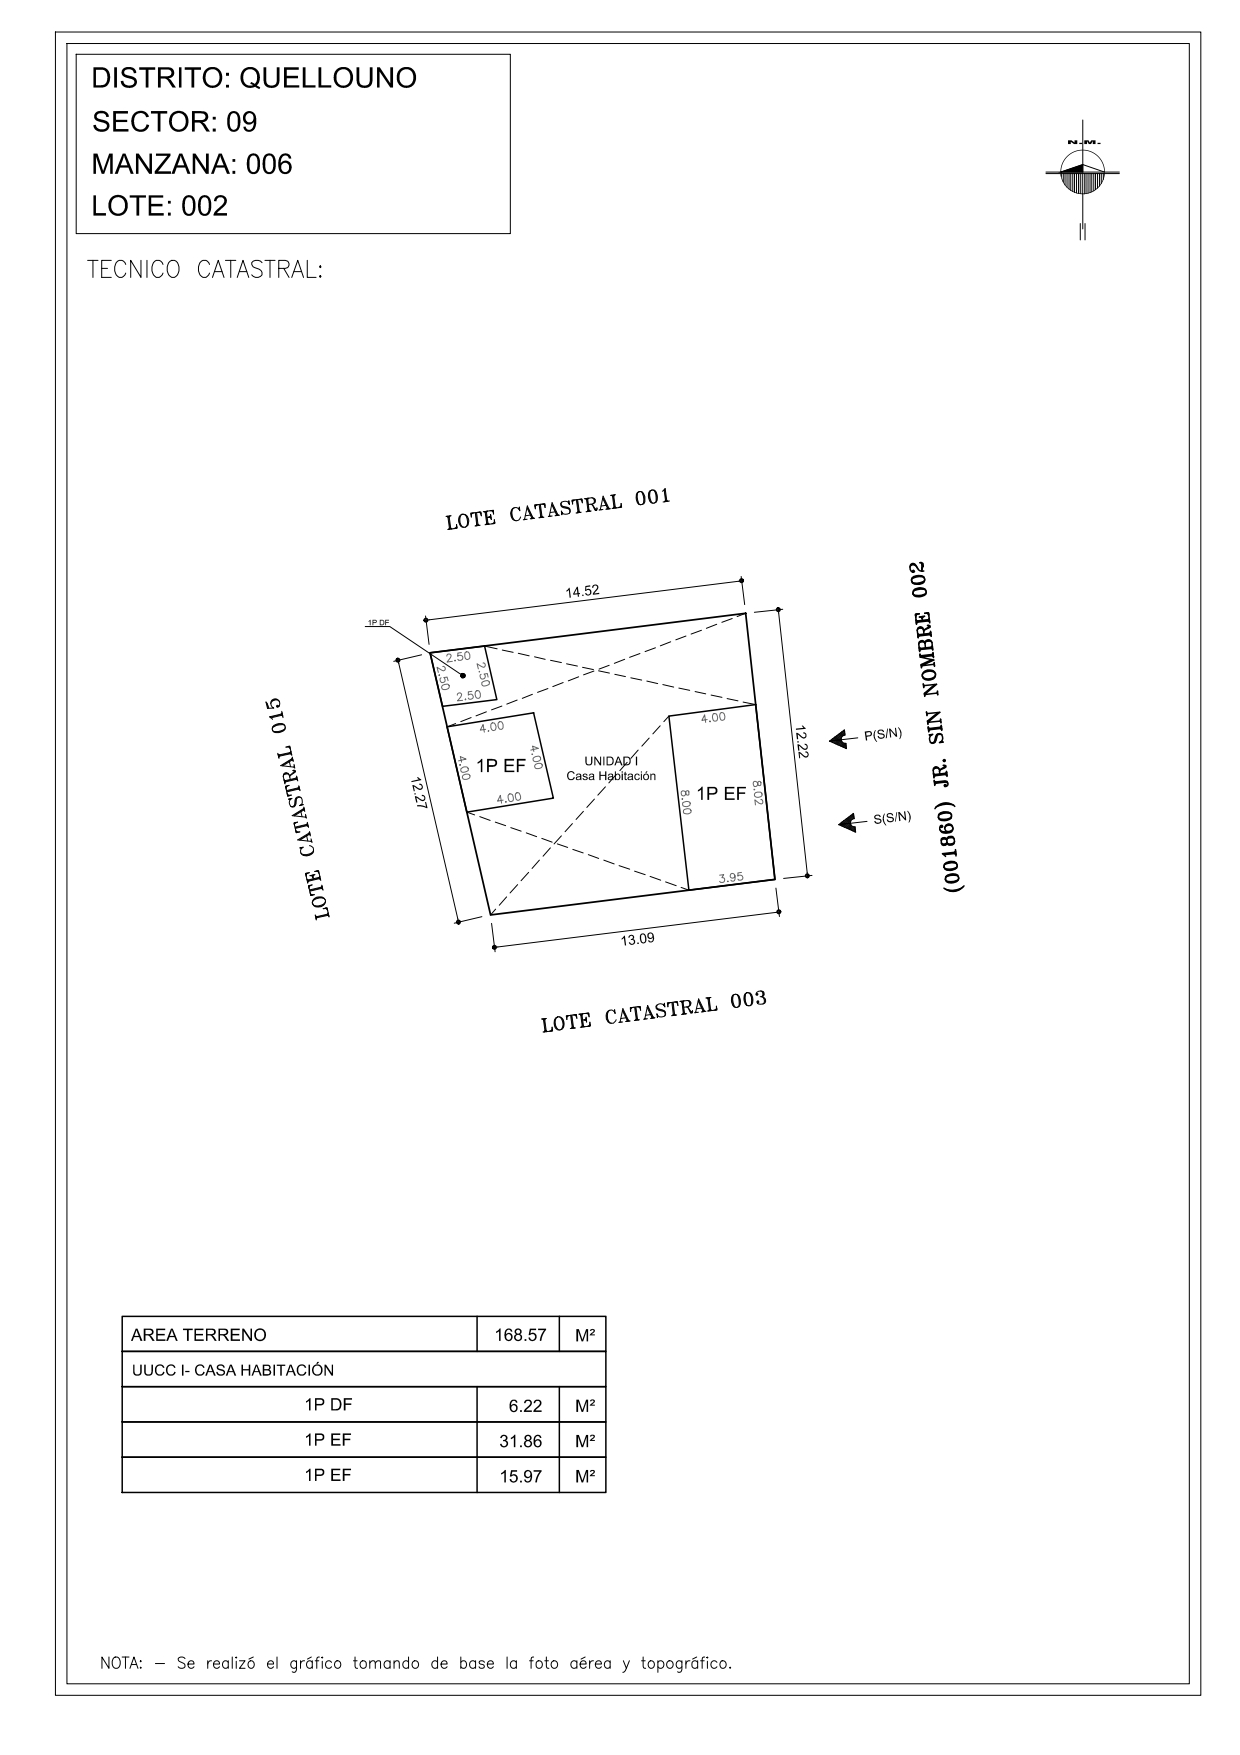 DISTRITO: QUELLOUNO
SECTOR: 09
MANZANA: 006
LOTE: 002
N.M.
TECNICO CATASTRAL:
LOTE CATASTRAL 001
14.52
1P DF
2.50
2.50
2.50
2.50
LOTE CATASTRAL 015
12.27
4.00
4.00
4.00
4.00
1P EF
UNIDAD I
Casa Habitación
4.00
8.00
8.02
3.95
1P EF
12.22
P(S/N)
S(S/N)
(001860) JR. SIN NOMBRE 002
13.09
LOTE CATASTRAL 003
AREA TERRENO 168.57 M²
UUCC I- CASA HABITACIÓN
1P DF 6.22 M²
1P EF 31.86 M²
1P EF 15.97 M²
NOTA: – Se realizó el gráfico tomando de base la foto aérea y topográfico.